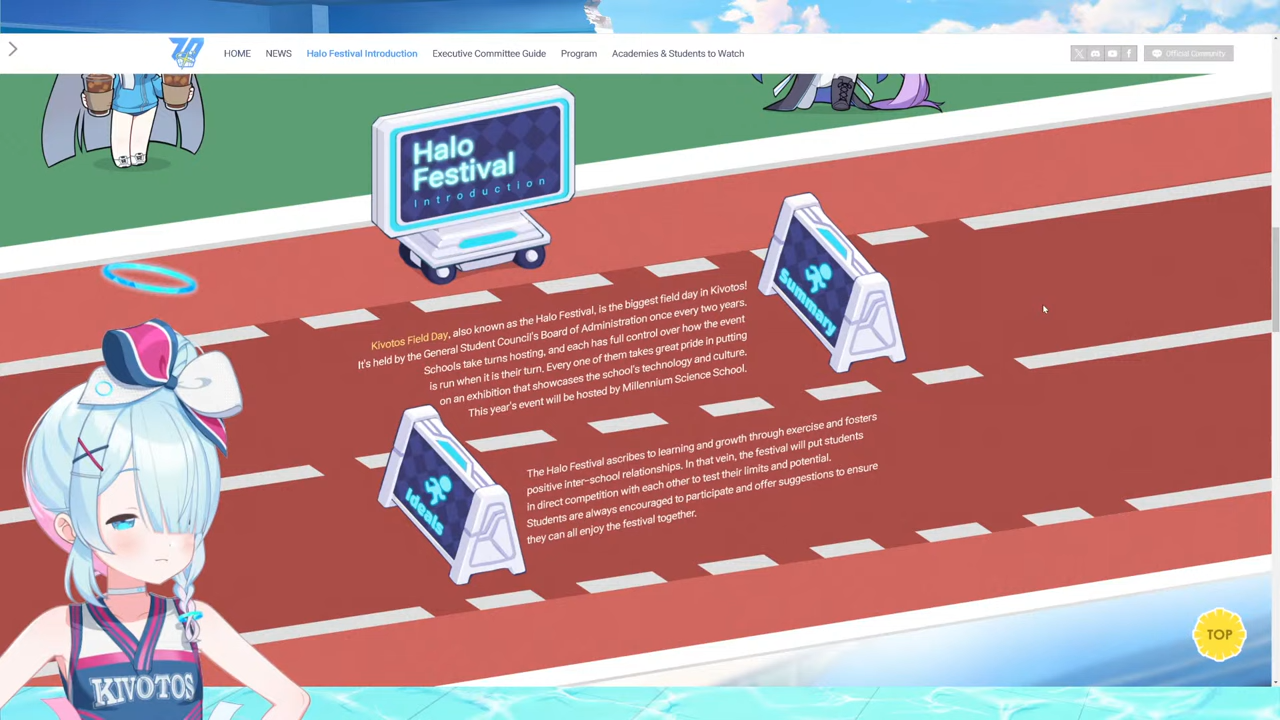 HOME NEWS Halo Festival Introduction Executive Committee Guide Program Academies & Students to Watch Official Community
Halo
Festival
Introduction
Summary
Kivotos Field Day, also known as the Halo Festival, is the biggest field day in Kivotos!
It's held by the General Student Council's Board of Administration once every two years.
Schools take turns hosting, and each has full control over how the event
is run when it is their turn. Every one of them takes great pride in putting
on an exhibition that showcases the school's technology and culture.
This year's event will be hosted by Millennium Science School.
Ideals
The Halo Festival ascribes to learning and growth through exercise and fosters
positive inter-school relationships. In that vein, the festival will put students
in direct competition with each other to test their limits and potential.
Students are always encouraged to participate and offer suggestions to ensure
they can all enjoy the festival together.
KIVOTOS
TOP